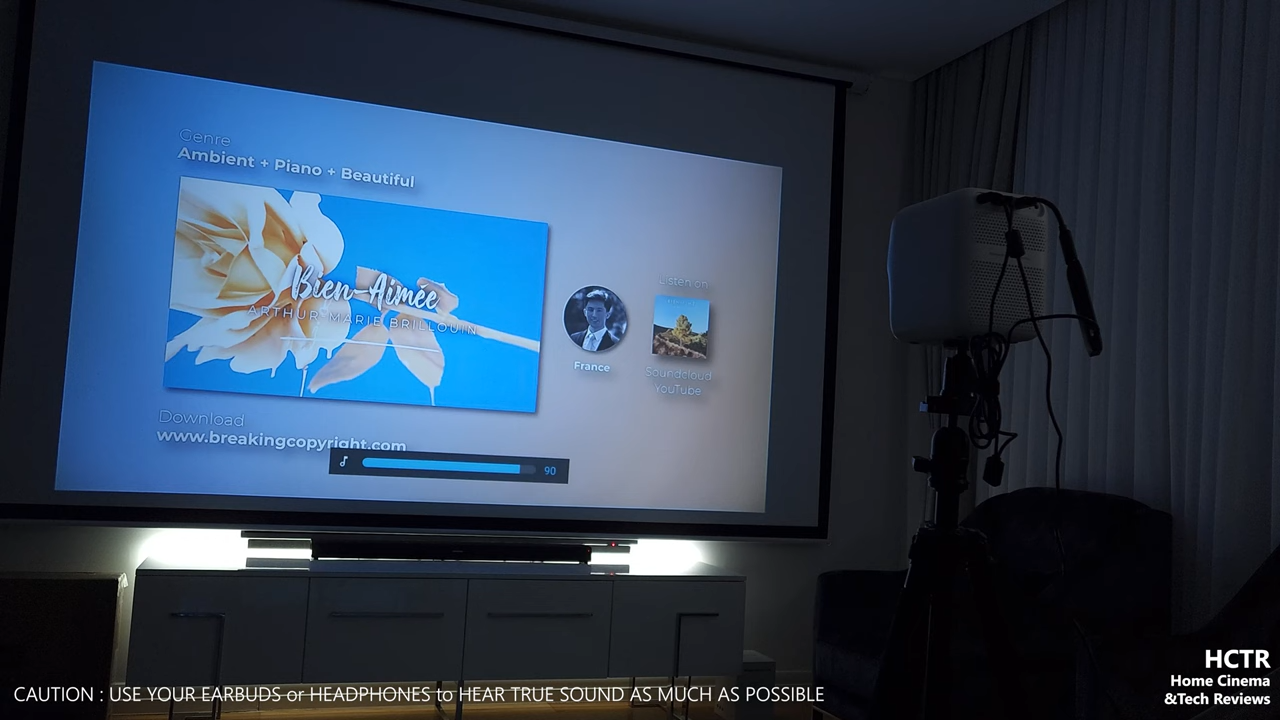 Genre
Ambient + Piano + Beautiful
Bien-Aimée
ARTHUR MARIE BRILLOUIN
France
Listen on
Soundcloud
YouTube
Download
www.breakingcopyright.com
90
CAUTION : USE YOUR EARBUDS or HEADPHONES to HEAR TRUE SOUND AS MUCH AS POSSIBLE
HCTR
Home Cinema
&Tech Reviews